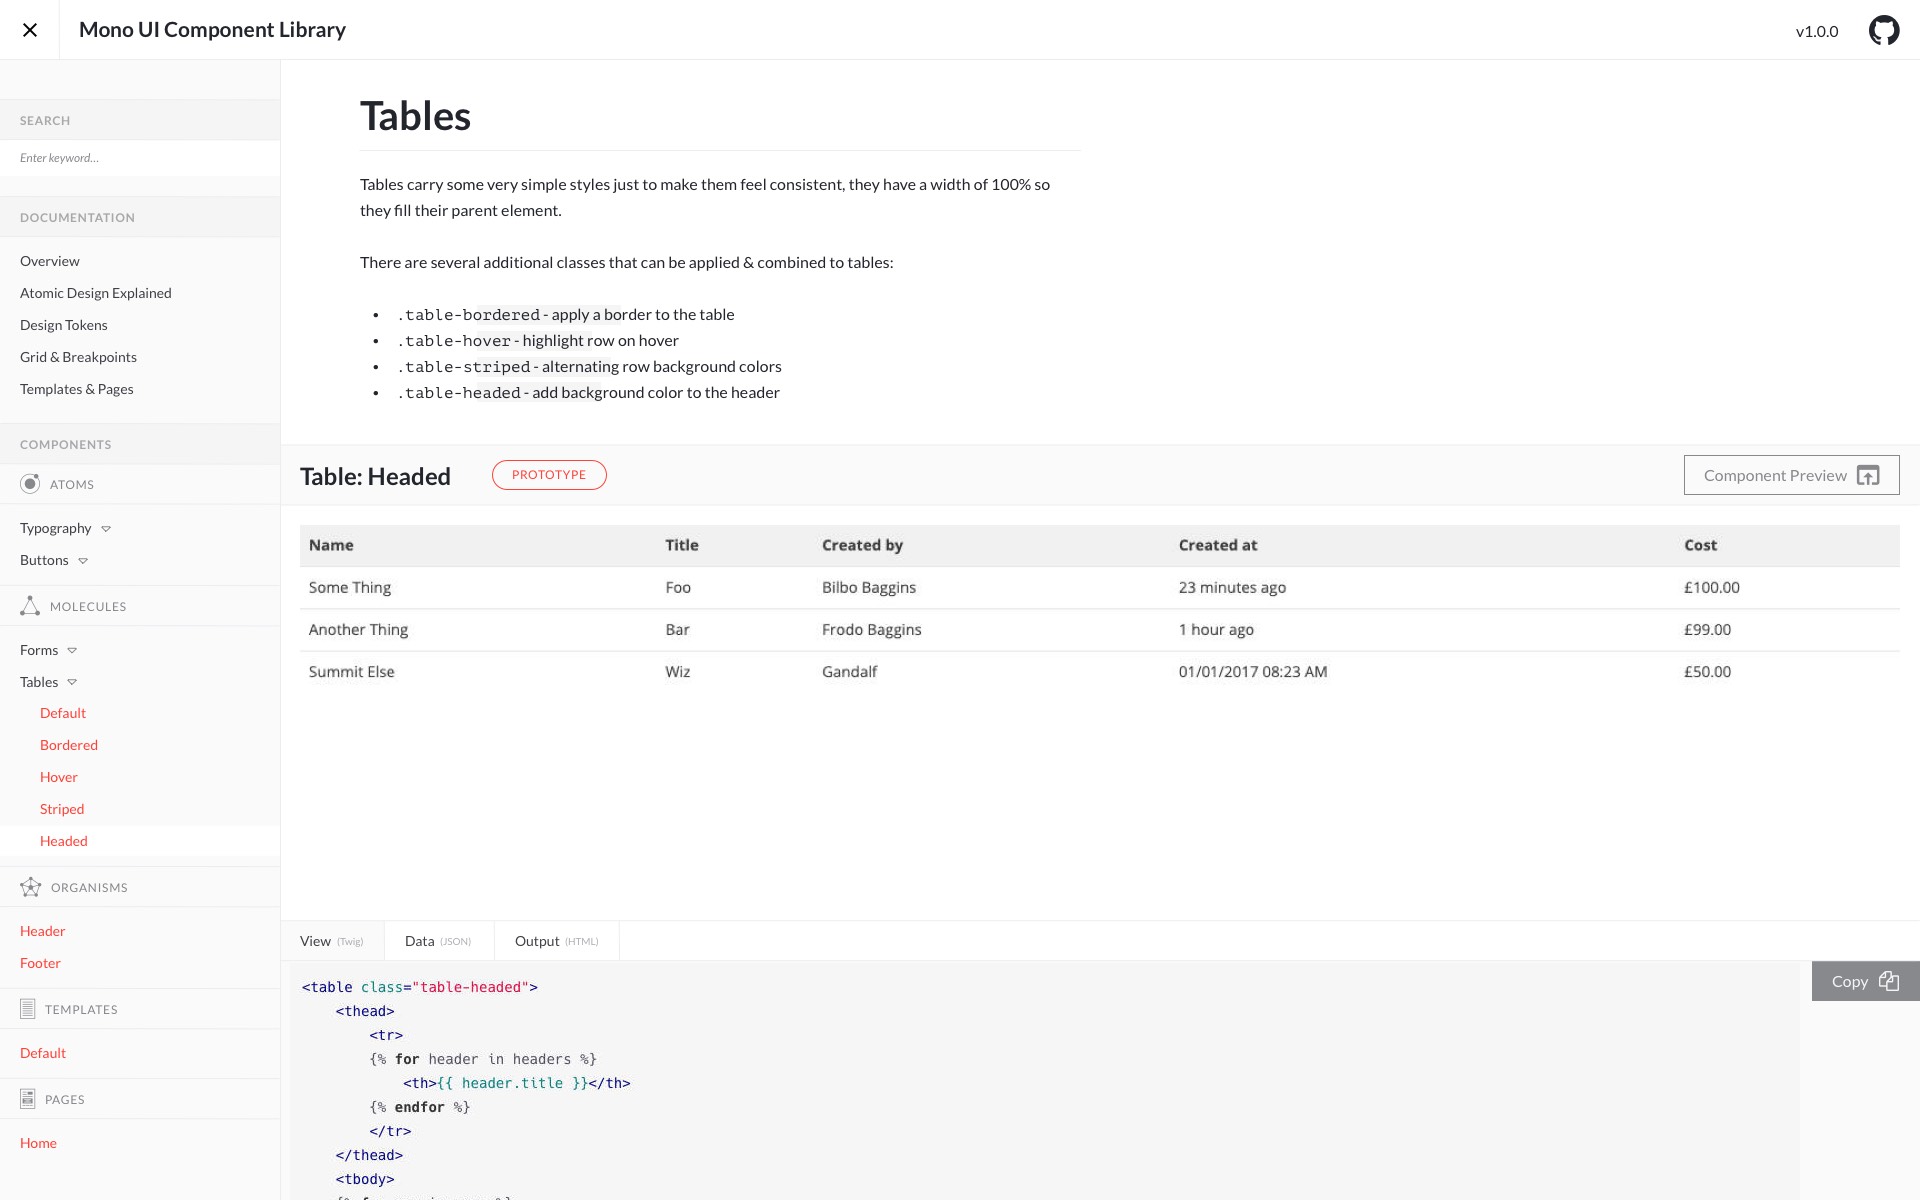 Mono UI Component Library
v1.0.0
SEARCH
Enter keyword...
DOCUMENTATION
Overview
Atomic Design Explained
Design Tokens
Grid & Breakpoints
Templates & Pages
COMPONENTS
ATOMS
Typography
Buttons
MOLECULES
Forms
Tables
Default
Bordered
Hover
Striped
Headed
ORGANISMS
Header
Footer
TEMPLATES
Default
PAGES
Home
Tables
Tables carry some very simple styles just to make them feel consistent, they have a width of 100% so
they fill their parent element.
There are several additional classes that can be applied & combined to tables:
• .table-bordered - apply a border to the table
• .table-hover - highlight row on hover
• .table-striped - alternating row background colors
• .table-headed - add background color to the header
Table: Headed PROTOTYPE Component Preview
Name Title Created by Created at Cost
Some Thing Foo Bilbo Baggins 23 minutes ago £100.00
Another Thing Bar Frodo Baggins 1 hour ago £99.00
Summit Else Wiz Gandalf 01/01/2017 08:23 AM £50.00
View (Twig) Data (JSON) Output (HTML)
Copy
<table class="table-headed">
<thead>
<tr>
{% for header in headers %}
<th>{{ header.title }}</th>
{% endfor %}
</tr>
</thead>
<tbody>